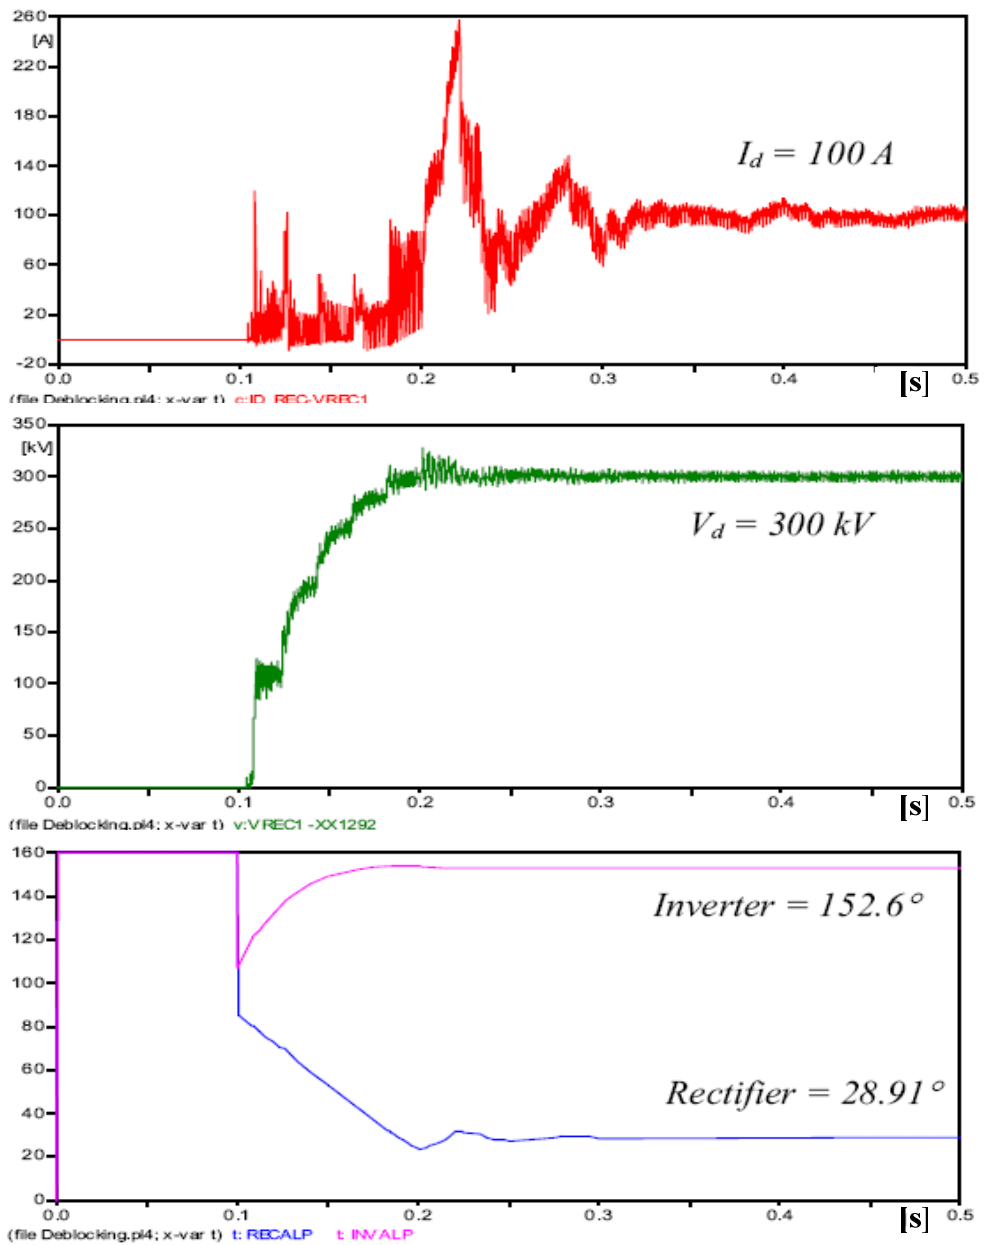 260
[A]
220
180
140
100
60
20
-20
I_d = 100 A
0.0 0.1 0.2 0.3 0.4 [s] 0.5
(file Deblocking.pl4; x-var t) c:ID_REC-VREC1
350
[kV]
300
250
200
150
100
50
0
V_d = 300 kV
0.0 0.1 0.2 0.3 0.4 [s] 0.5
(file Deblocking.pl4; x-var t) v:VREC1-XX1292
160
140
120
100
80
60
40
20
0
Inverter = 152.6°
Rectifier = 28.91°
0.0 0.1 0.2 0.3 0.4 [s] 0.5
(file Deblocking.pl4; x-var t) t: RECALP t: INVALP